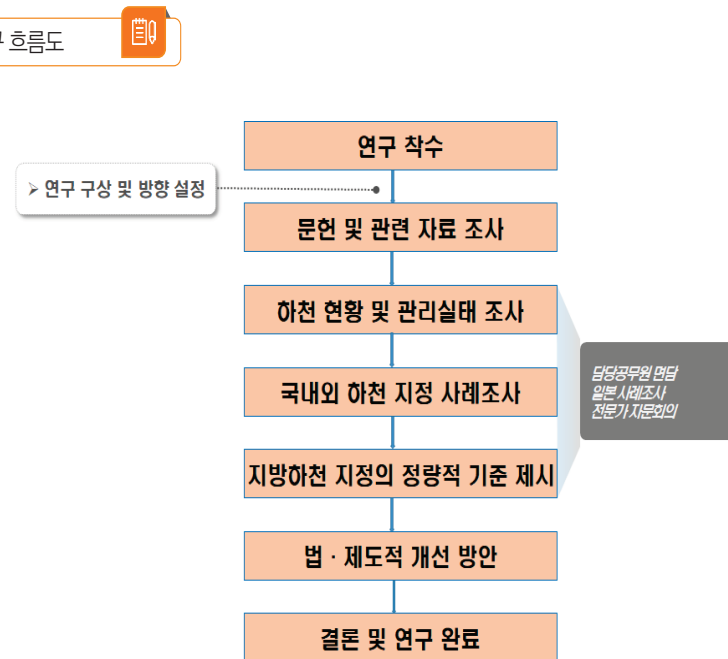 흐름도
연구 착수
➢ 연구 구상 및 방향 설정
문헌 및 관련 자료 조사
하천 현황 및 관리실태 조사
국내외 하천 지정 사례조사
담당공무원 면담
일본 사례조사
전문가 자문회의
지방하천 지정의 정량적 기준 제시
법 · 제도적 개선 방안
결론 및 연구 완료